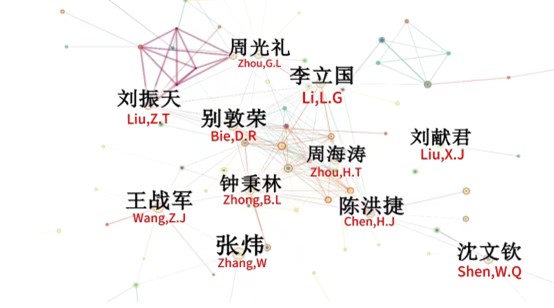 周光礼
Zhou,G.L
李立国
Li,L.G
刘振天
Liu,Z.T
别敦荣
Bie,D.R
刘献君
Liu,X.J
周海涛
Zhou,H.T
钟秉林
Zhong,B.L
王战军
Wang,Z.J
陈洪捷
Chen,H.J
张炜
Zhang,W
沈文钦
Shen,W.Q